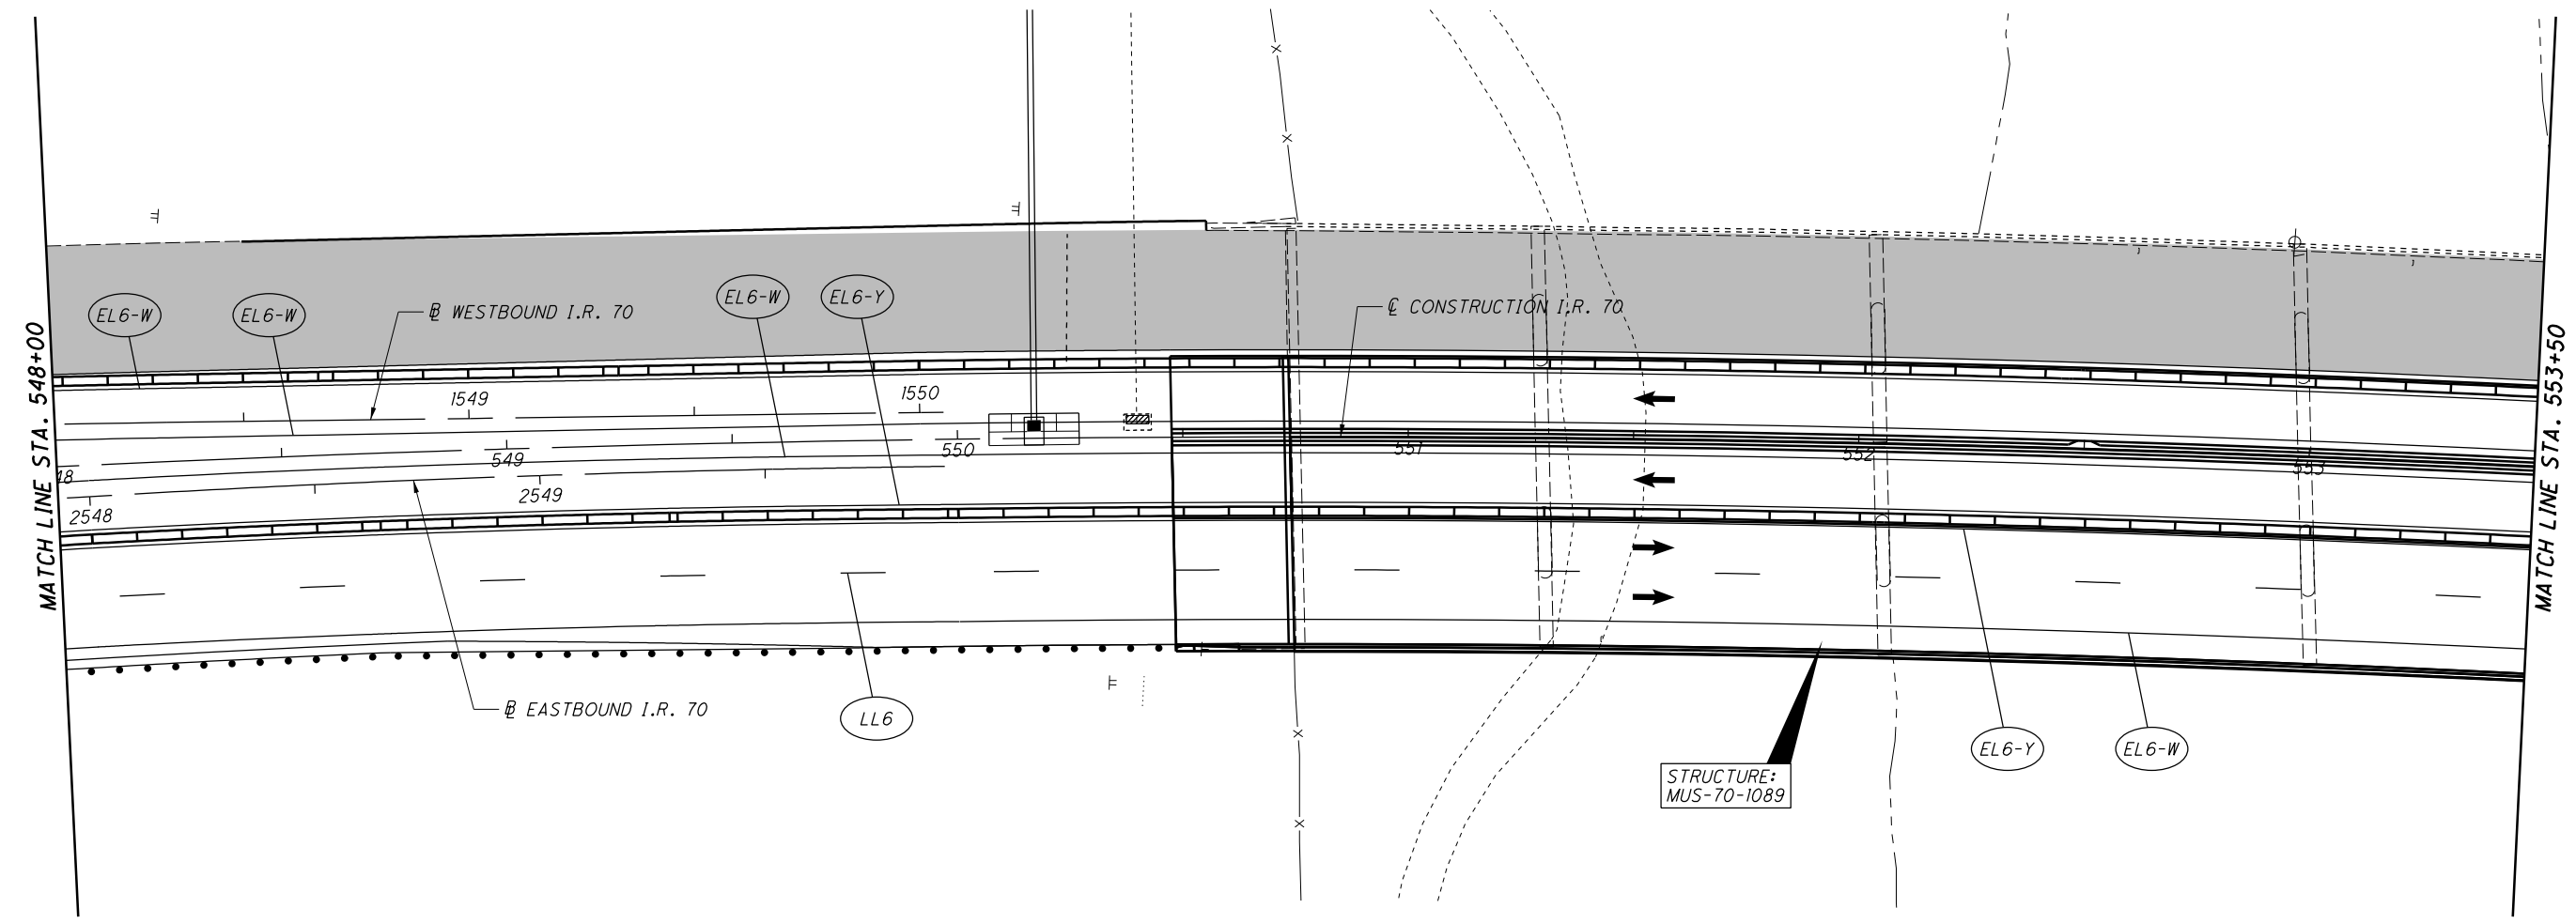 MATCH LINE STA. 548+00
EL6-W
EL6-W
℄ WESTBOUND I.R. 70
EL6-W
EL6-Y
℄ CONSTRUCTION I.R. 70
MATCH LINE STA. 553+50
1549
1550
48
549
550
551
552
553
2548
2549
℄ EASTBOUND I.R. 70
LL6
STRUCTURE:
MUS-70-1089
EL6-Y
EL6-W